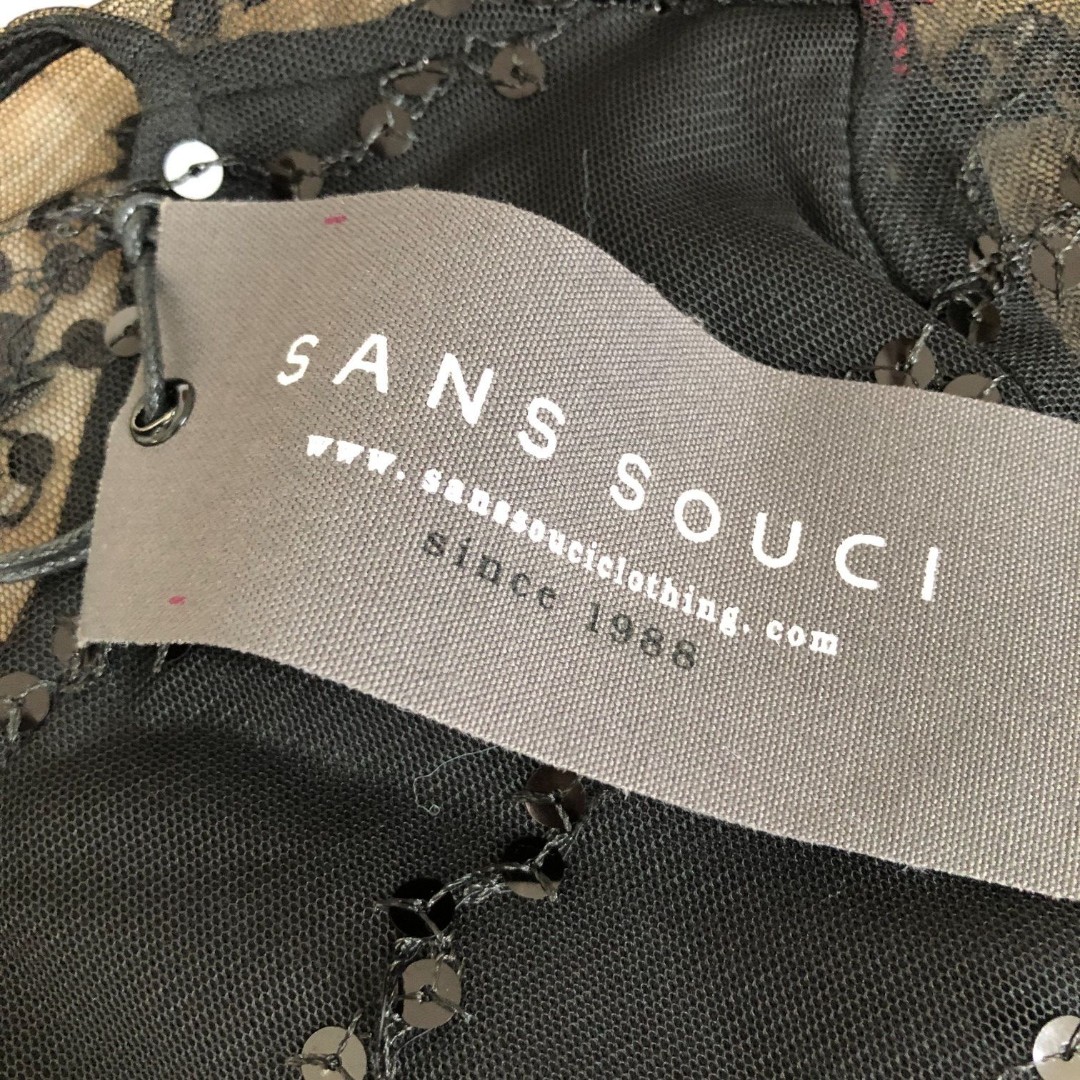 SANS SOUCI
www.sanssouciclothing.com
since 1988